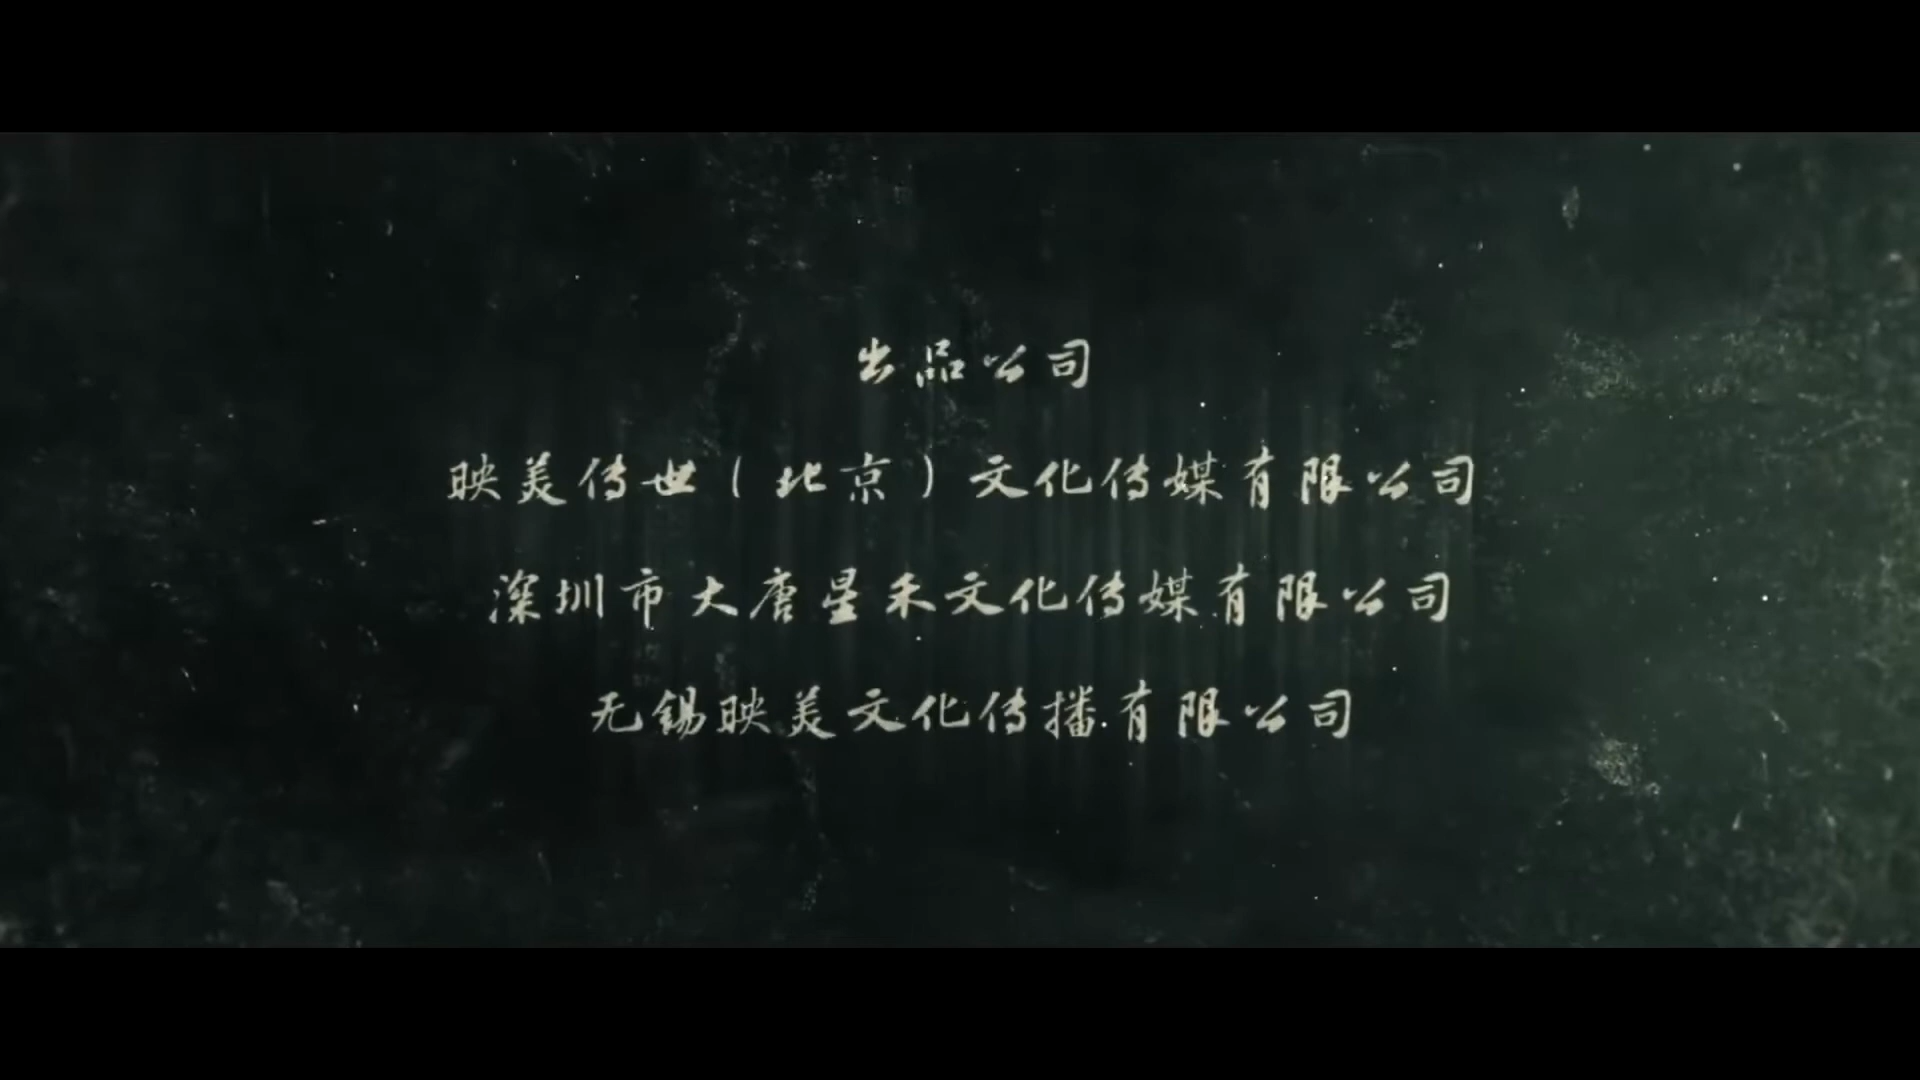 出品公司
映美传世（北京）文化传媒有限公司
深圳市大唐星禾文化传媒有限公司
无锡映美文化传播有限公司